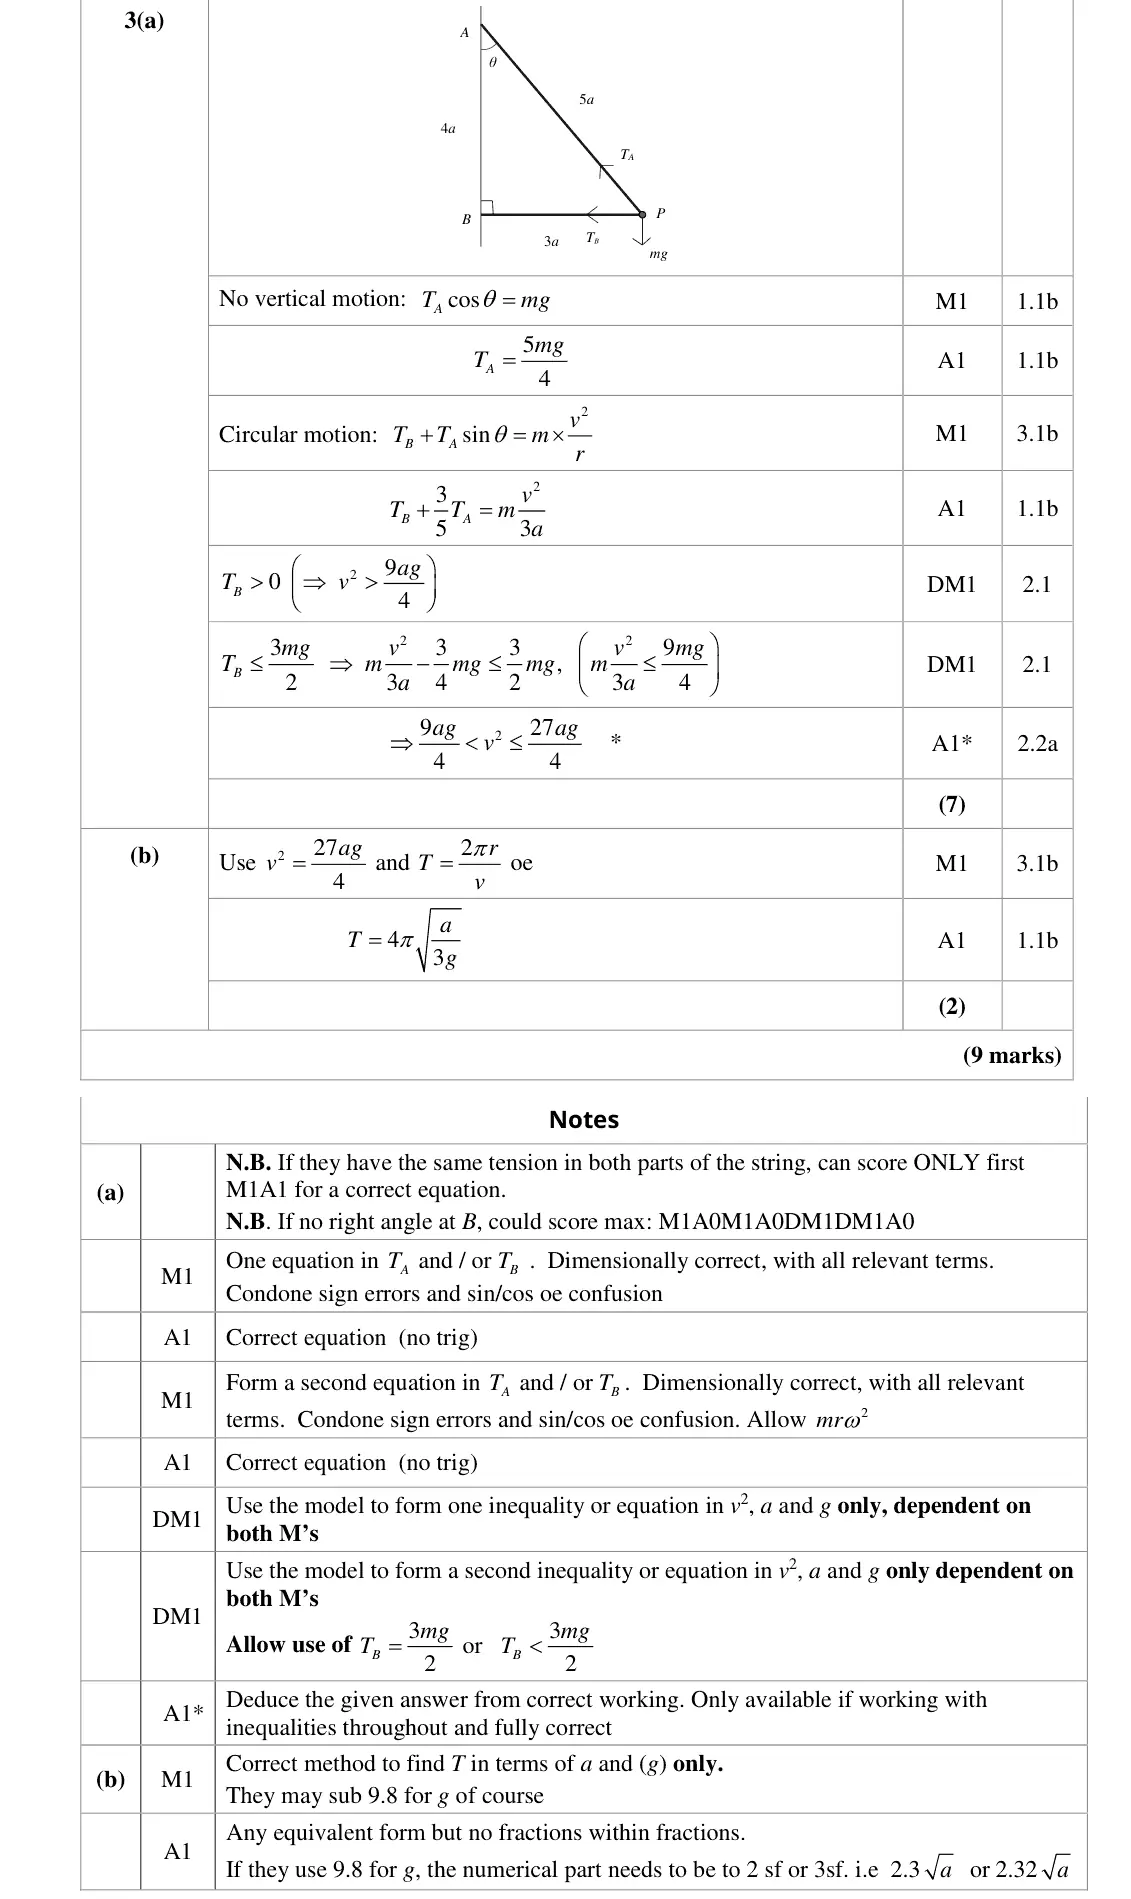 3(a)
A
θ
5a
4a
T_A
B
P
3a
T_B
mg
No vertical motion: T_A cos θ = mg M1 1.1b
T_A = 5mg/4 A1 1.1b
Circular motion: T_B + T_A sin θ = m × v²/r M1 3.1b
T_B + 3/5 T_A = m v²/3a A1 1.1b
T_B > 0 (⇒ v² > 9ag/4) DM1 2.1
T_B ≤ 3mg/2 ⇒ m v²/3a − 3/4 mg ≤ 3/2 mg, (m v²/3a ≤ 9mg/4) DM1 2.1
⇒ 9ag/4 < v² ≤ 27ag/4 * A1* 2.2a
(7)
(b) Use v² = 27ag/4 and T = 2πr/v oe M1 3.1b
T = 4π√(a/3g) A1 1.1b
(2)
(9 marks)
Notes
(a) N.B. If they have the same tension in both parts of the string, can score ONLY first
M1A1 for a correct equation.
N.B. If no right angle at B, could score max: M1A0M1A0DM1DM1A0
M1 One equation in T_A and / or T_B . Dimensionally correct, with all relevant terms.
Condone sign errors and sin/cos oe confusion
A1 Correct equation (no trig)
M1 Form a second equation in T_A and / or T_B. Dimensionally correct, with all relevant
terms. Condone sign errors and sin/cos oe confusion. Allow mrω²
A1 Correct equation (no trig)
DM1 Use the model to form one inequality or equation in v², a and g only, dependent on
both M's
DM1 Use the model to form a second inequality or equation in v², a and g only dependent on
both M's
Allow use of T_B = 3mg/2 or T_B < 3mg/2
A1* Deduce the given answer from correct working. Only available if working with
inequalities throughout and fully correct
(b) M1 Correct method to find T in terms of a and (g) only.
They may sub 9.8 for g of course
A1 Any equivalent form but no fractions within fractions.
If they use 9.8 for g, the numerical part needs to be to 2 sf or 3sf. i.e 2.3√a or 2.32√a